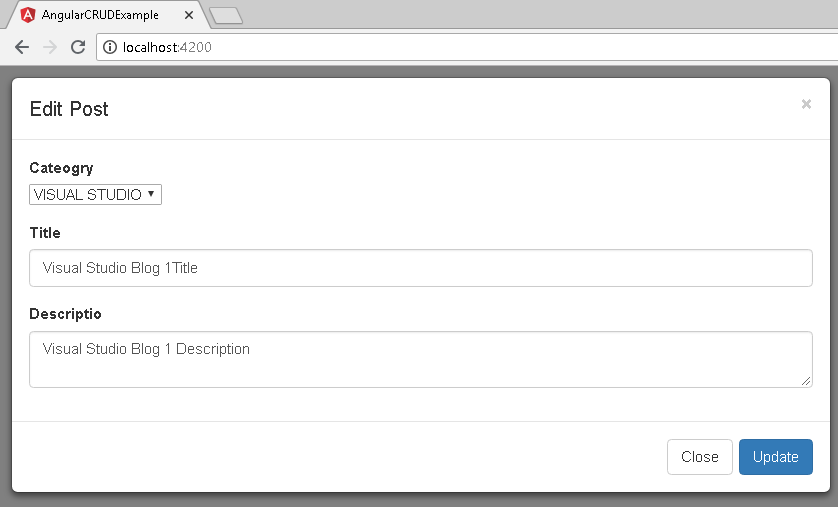 AngularCRUDExample
localhost:4200
Edit Post
Cateogry
VISUAL STUDIO
Title
Visual Studio Blog 1Title
Descriptio
Visual Studio Blog 1 Description
Close Update